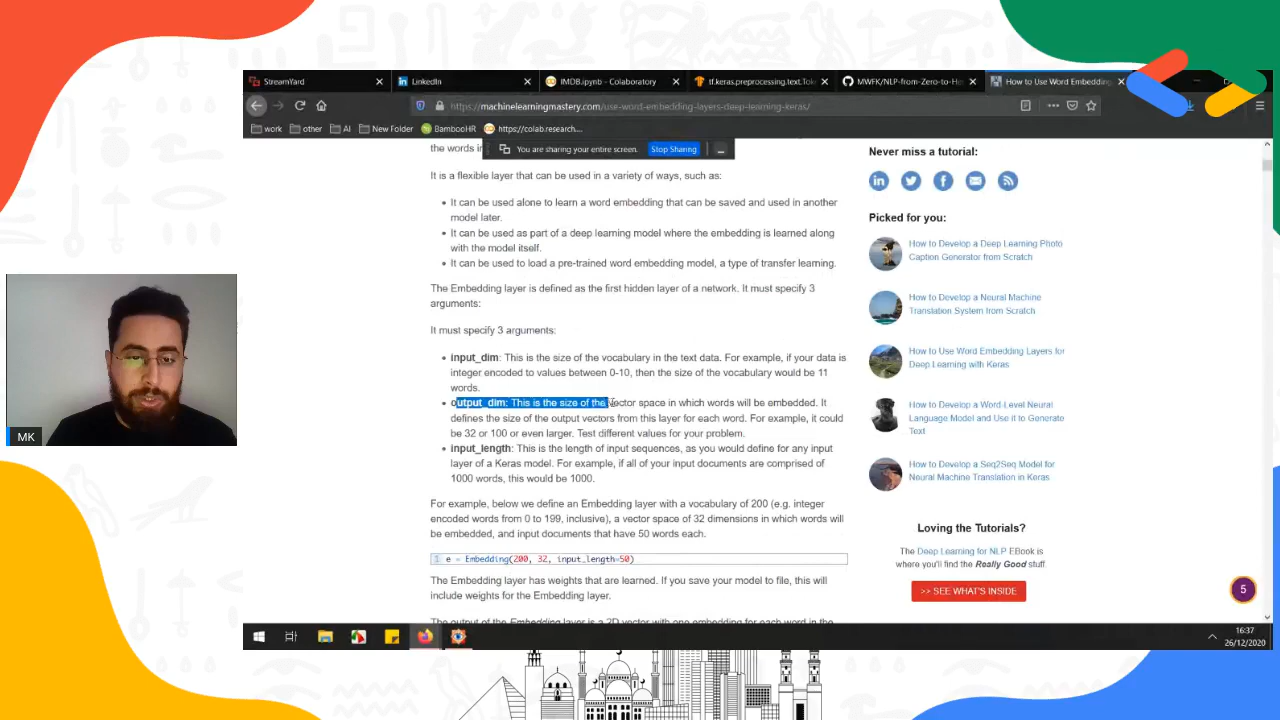 StreamYard
LinkedIn
IMDB.ipynb - Colaboratory
tf.keras.preprocessing.text.Tok
MWFK/NLP-from-Zero-to-He
How to Use Word Embedding
https://machinelearningmastery.com/use-word-embedding-layers-deep-learning-keras/
work
other
AI
New Folder
BambooHR
https://colab.research....
You are sharing your entire screen.
Stop Sharing
the words in
It is a flexible layer that can be used in a variety of ways, such as:
It can be used alone to learn a word embedding that can be saved and used in another
model later.
It can be used as part of a deep learning model where the embedding is learned along
with the model itself.
It can be used to load a pre-trained word embedding model, a type of transfer learning.
The Embedding layer is defined as the first hidden layer of a network. It must specify 3
arguments:
It must specify 3 arguments:
input_dim: This is the size of the vocabulary in the text data. For example, if your data is
integer encoded to values between 0-10, then the size of the vocabulary would be 11
words.
output_dim: This is the size of the vector space in which words will be embedded. It
defines the size of the output vectors from this layer for each word. For example, it could
be 32 or 100 or even larger. Test different values for your problem.
input_length: This is the length of input sequences, as you would define for any input
layer of a Keras model. For example, if all of your input documents are comprised of
1000 words, this would be 1000.
For example, below we define an Embedding layer with a vocabulary of 200 (e.g. integer
encoded words from 0 to 199, inclusive), a vector space of 32 dimensions in which words will
be embedded, and input documents that have 50 words each.
1 e = Embedding(200, 32, input_length=50)
The Embedding layer has weights that are learned. If you save your model to file, this will
include weights for the Embedding layer.
The output of the Embedding layer is a 2D vector with one embedding for each word in the
Never miss a tutorial:
Picked for you:
How to Develop a Deep Learning Photo
Caption Generator from Scratch
How to Develop a Neural Machine
Translation System from Scratch
How to Use Word Embedding Layers for
Deep Learning with Keras
How to Develop a Word-Level Neural
Language Model and Use it to Generate
Text
How to Develop a Seq2Seq Model for
Neural Machine Translation in Keras
Loving the Tutorials?
The Deep Learning for NLP EBook is
where you'll find the Really Good stuff.
>> SEE WHAT'S INSIDE
5
16:37
26/12/2020
MK